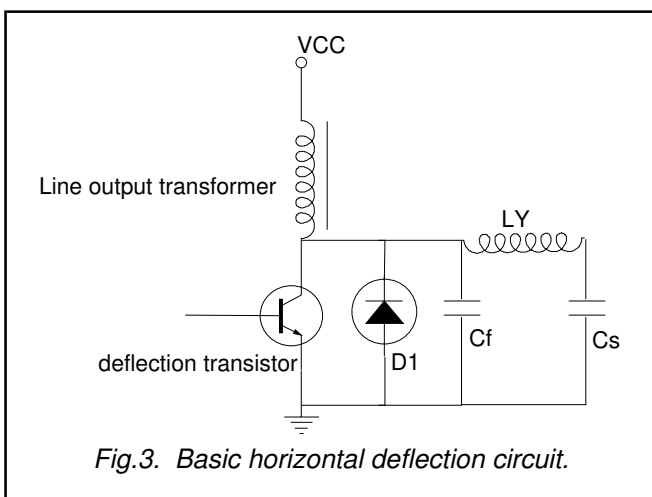 VCC
Line output transformer
LY
Cf
Cs
D1
deflection transistor
Fig.3. Basic horizontal deflection circuit.